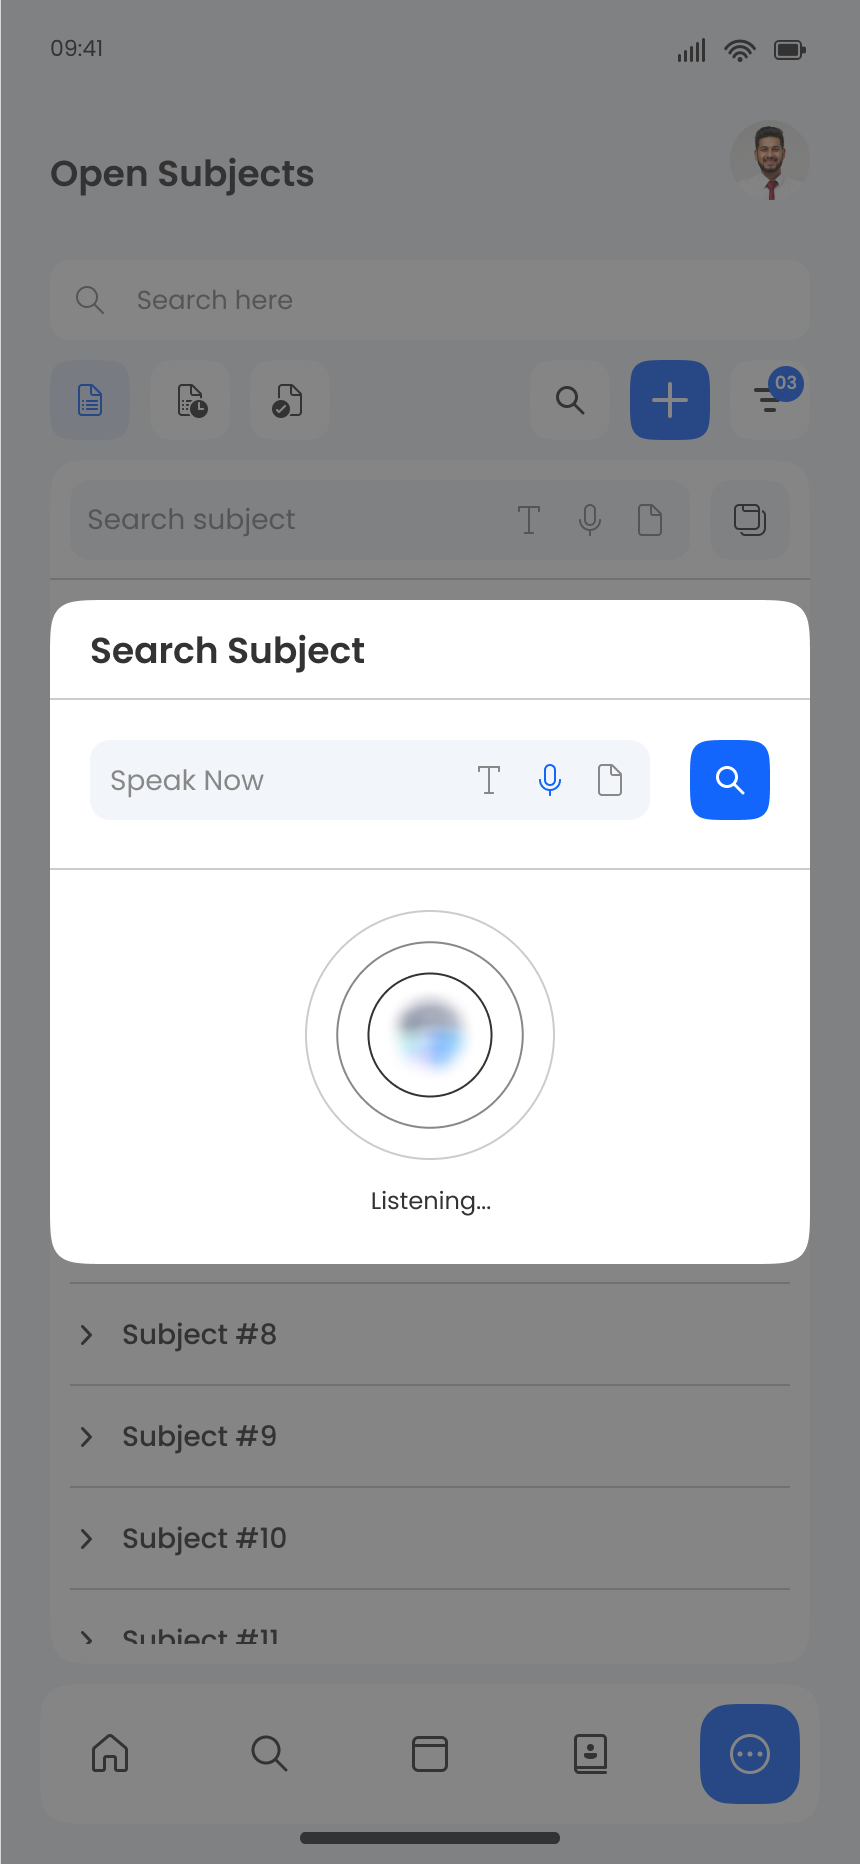 09:41
Open Subjects
Search here
03
Search subject
Search Subject
Speak Now
Listening...
Subject #8
Subject #9
Subject #10
Subject #11